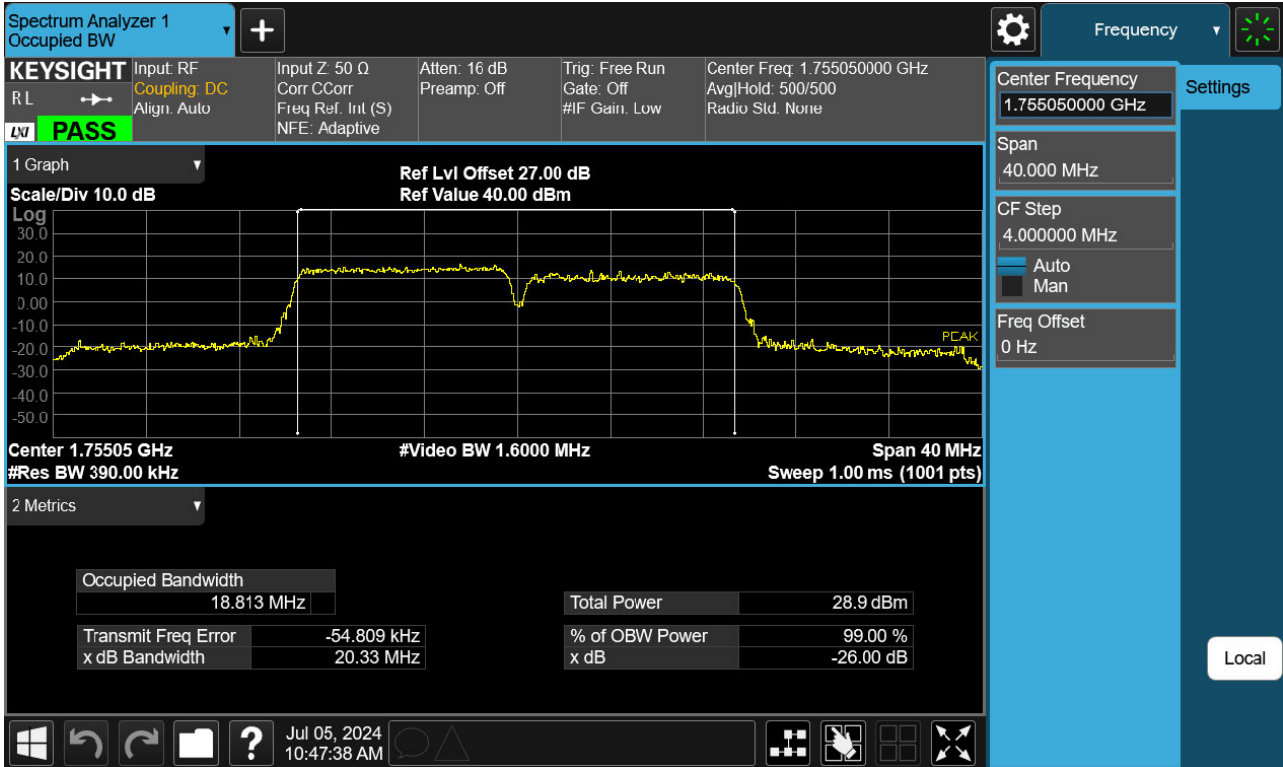 Spectrum Analyzer 1
Occupied BW
Frequency
KEYSIGHT
R L
LXI
PASS
Input: RF
Coupling: DC
Align: Auto
Input Z: 50 Ω
Corr CCorr
Freq Ref: Int (S)
NFE: Adaptive
Atten: 16 dB
Preamp: Off
Trig: Free Run
Gate: Off
#IF Gain: Low
Center Freq: 1.755050000 GHz
Avg|Hold: 500/500
Radio Std: None
Center Frequency
1.755050000 GHz
Settings
Span
40.000 MHz
CF Step
4.000000 MHz
Auto
Man
Freq Offset
0 Hz
Local
1 Graph
Scale/Div 10.0 dB
Ref Lvl Offset 27.00 dB
Ref Value 40.00 dBm
Log
30.0
20.0
10.0
0.00
-10.0
-20.0
-30.0
-40.0
-50.0
PEAK
Center 1.75505 GHz
#Video BW 1.6000 MHz
Span 40 MHz
#Res BW 390.00 kHz
Sweep 1.00 ms (1001 pts)
2 Metrics
Occupied Bandwidth
18.813 MHz
Total Power 28.9 dBm
Transmit Freq Error -54.809 kHz
% of OBW Power 99.00 %
x dB Bandwidth 20.33 MHz
x dB -26.00 dB
?
Jul 05, 2024
10:47:38 AM